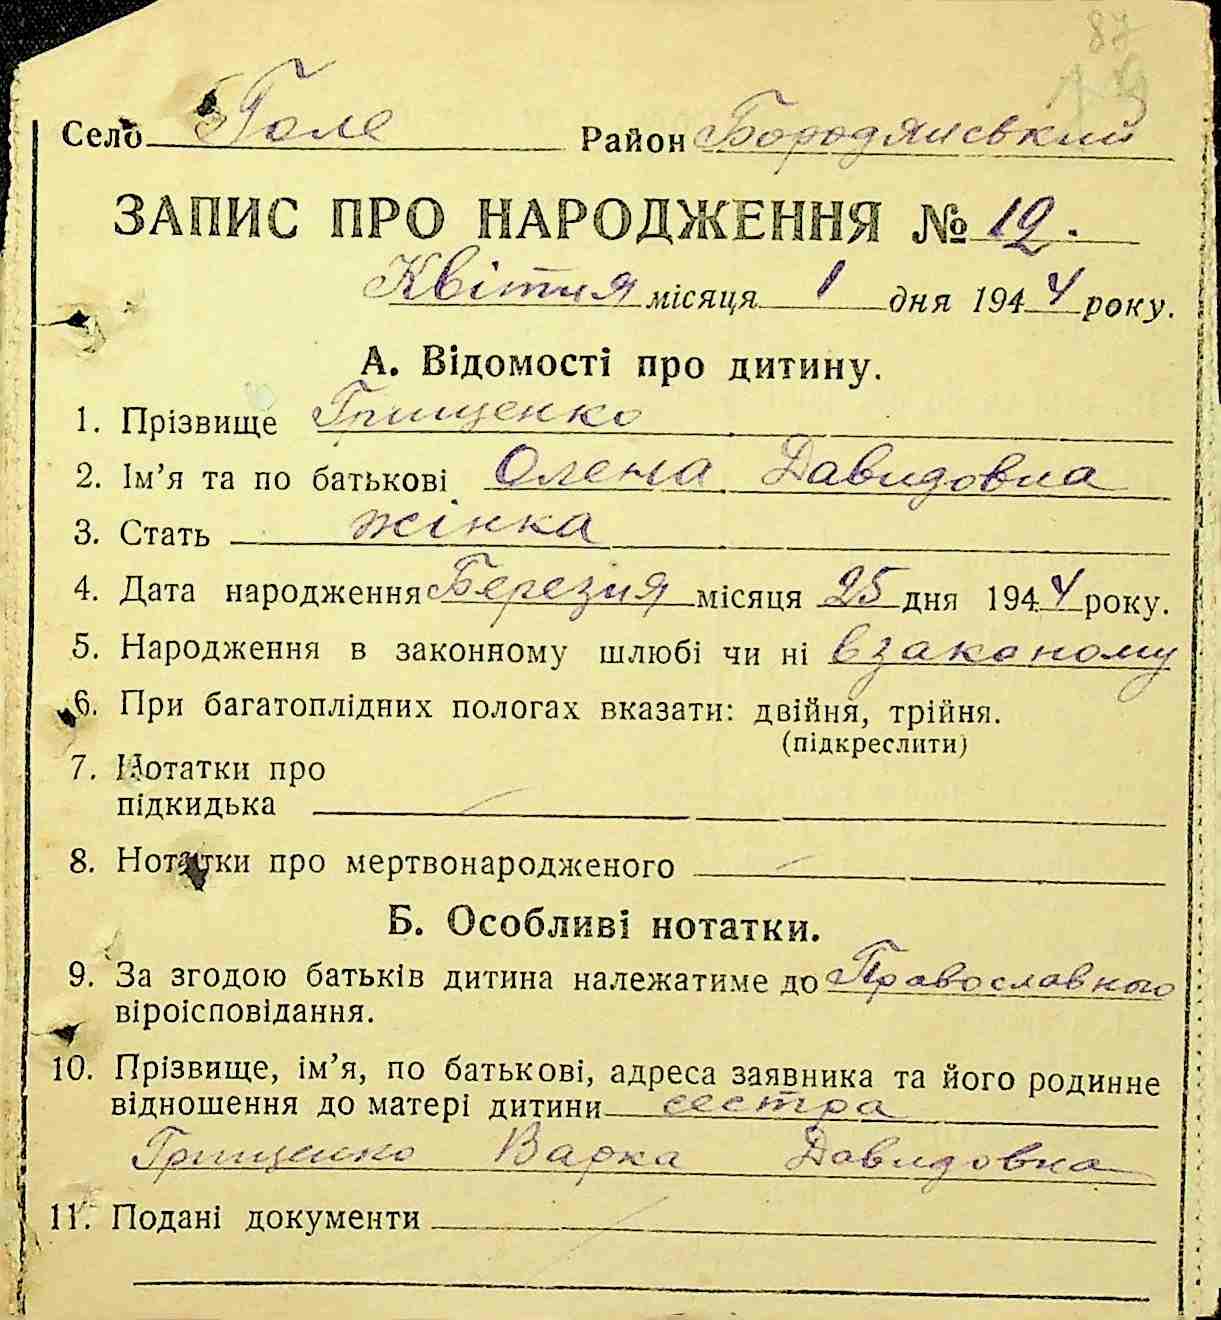 87
Село Поле Район Бородянський
ЗАПИС ПРО НАРОДЖЕННЯ № 12.
Квітня місяця 1 дня 1944 року.
А. Відомості про дитину.
1. Прізвище Грищенко
2. Ім’я та по батькові Олена Давидовна
3. Стать жінка
4. Дата народження Березня місяця 25 дня 1944 року.
5. Народження в законному шлюбі чи ні в законому
6. При багатоплідних пологах вказати: двійня, трійня.
(підкреслити)
7. Нотатки про
підкидька
8. Нотатки про мертвонародженого
Б. Особливі нотатки.
9. За згодою батьків дитина належатиме до Православного
віроісповідання.
10. Прізвище, ім’я, по батькові, адреса заявника та його родинне
відношення до матері дитини сестра
Грищенко Варка Давидовна
11. Подані документи